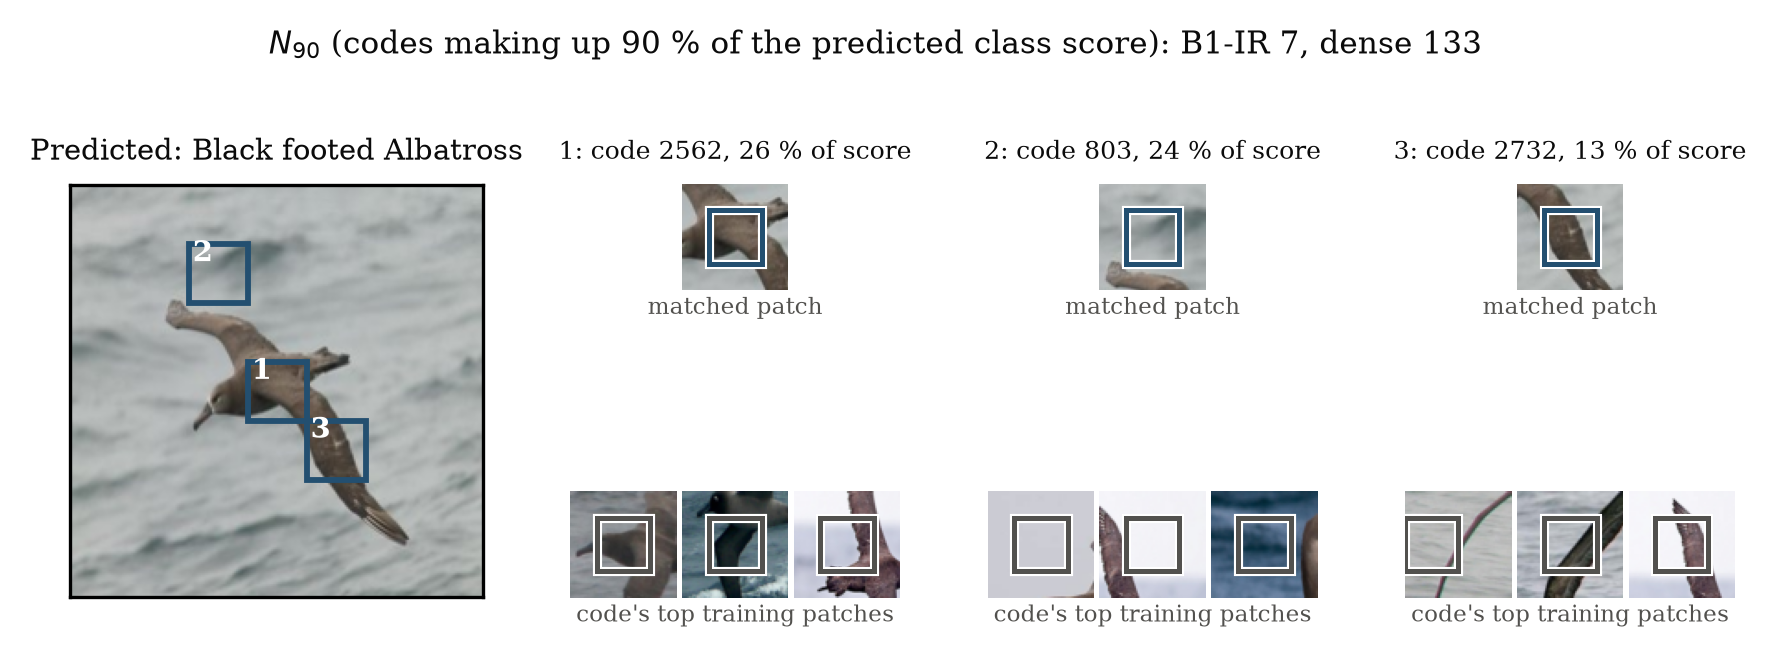 N90 (codes making up 90 % of the predicted class score): B1-IR 7, dense 133
Predicted: Black footed Albatross
1: code 2562, 26 % of score
2: code 803, 24 % of score
3: code 2732, 13 % of score
2
1
3
matched patch
matched patch
matched patch
code's top training patches
code's top training patches
code's top training patches